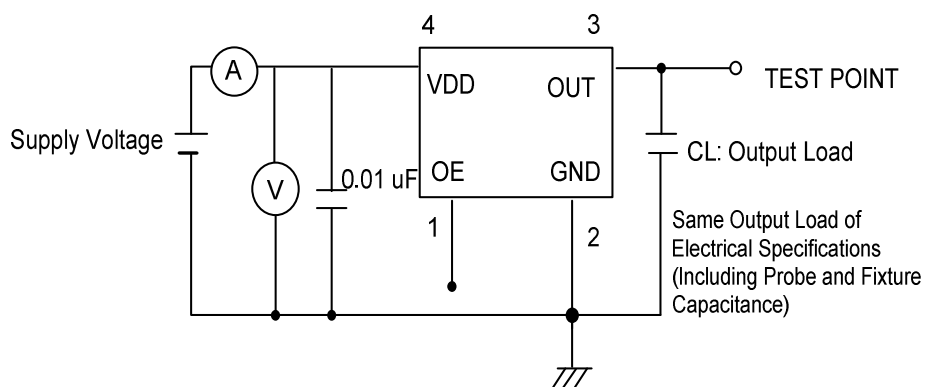 4
3
A
VDD
OUT
TEST POINT
Supply Voltage
CL: Output Load
V
0.01 uF
OE
GND
1
2
Same Output Load of
Electrical Specifications
(Including Probe and Fixture
Capacitance)